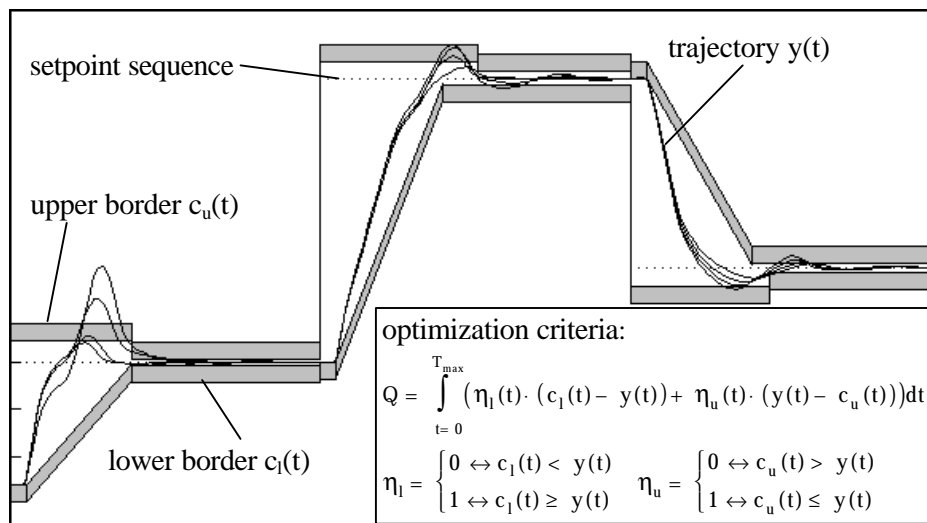 setpoint sequence
trajectory y(t)
upper border c_u(t)
lower border c_l(t)
optimization criteria:
Q = ∫_{t= 0}^{T_max} (η_l(t)· (c_l(t)− y(t))+ η_u(t)· (y(t)− c_u(t)))dt
η_l = { 0 ↔ c_l(t) < y(t) η_u = { 0 ↔ c_u(t) > y(t)
1 ↔ c_l(t) ≥ y(t) 1 ↔ c_u(t) ≤ y(t)